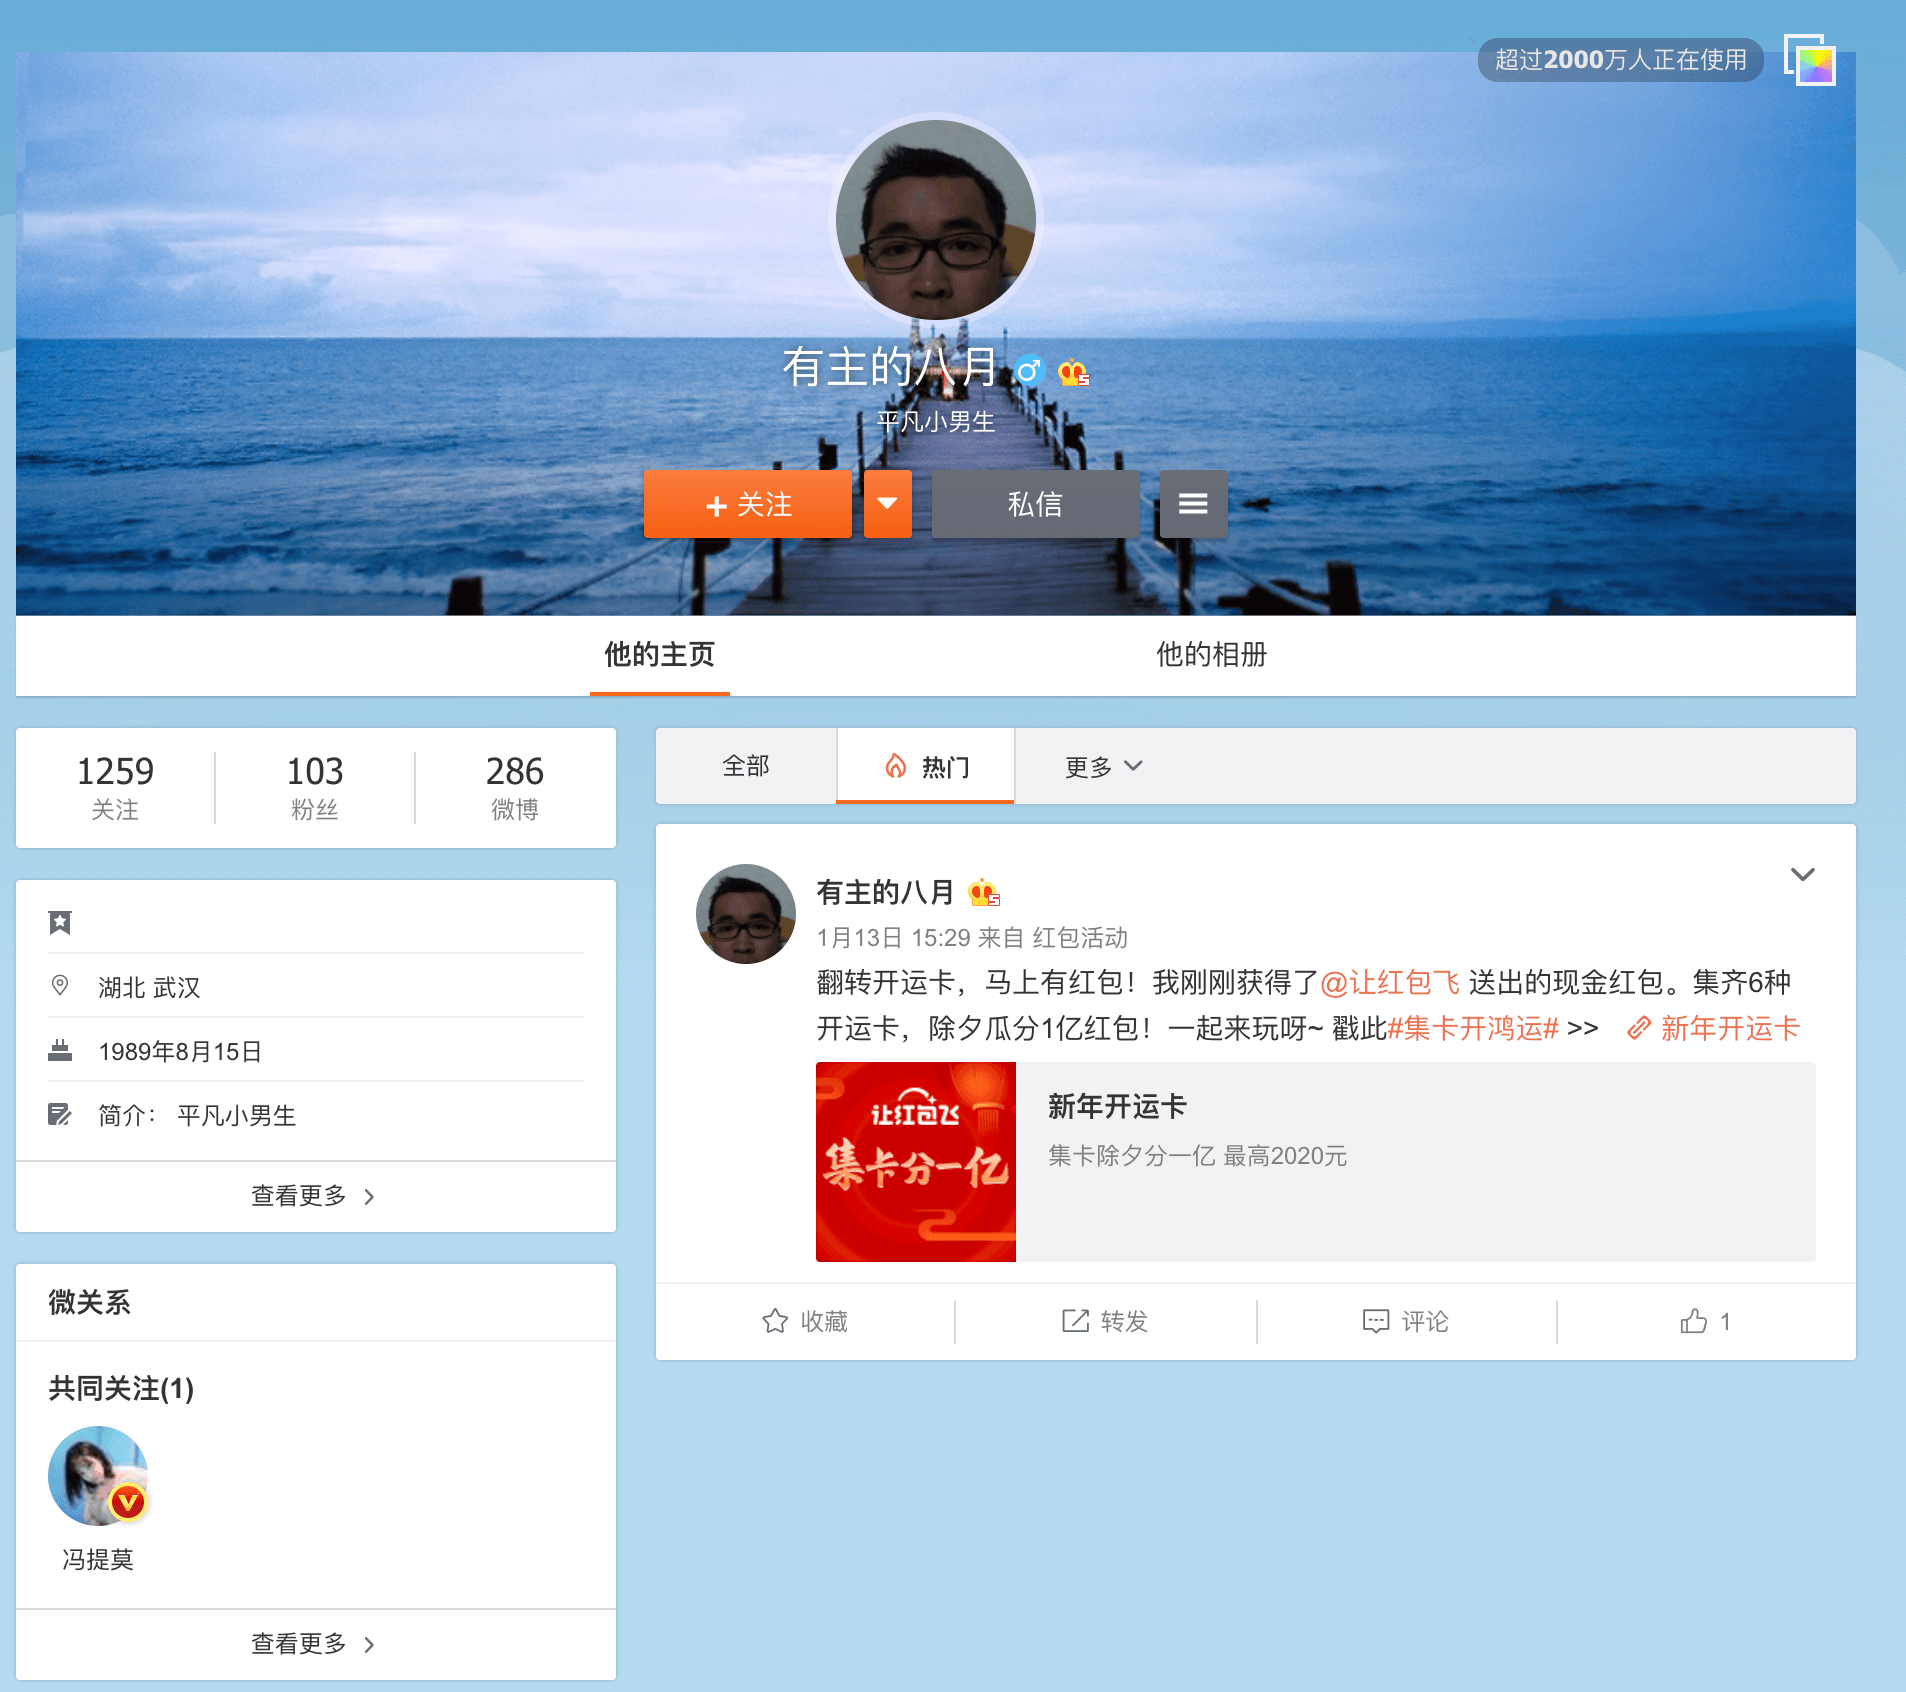 超过2000万人正在使用
有主的八月
平凡小男生
+ 关注
私信
他的主页
他的相册
1259
关注
103
粉丝
286
微博
湖北 武汉
1989年8月15日
简介： 平凡小男生
查看更多 >
微关系
共同关注(1)
冯提莫
查看更多 >
全部
热门
更多
有主的八月
1月13日 15:29 来自 红包活动
翻转开运卡，马上有红包！我刚刚获得了@让红包飞 送出的现金红包。集齐6种
开运卡，除夕瓜分1亿红包！一起来玩呀~ 戳此#集卡开鸿运# >> 新年开运卡
让红包飞
集卡分一亿
新年开运卡
集卡除夕分一亿 最高2020元
收藏
转发
评论
1